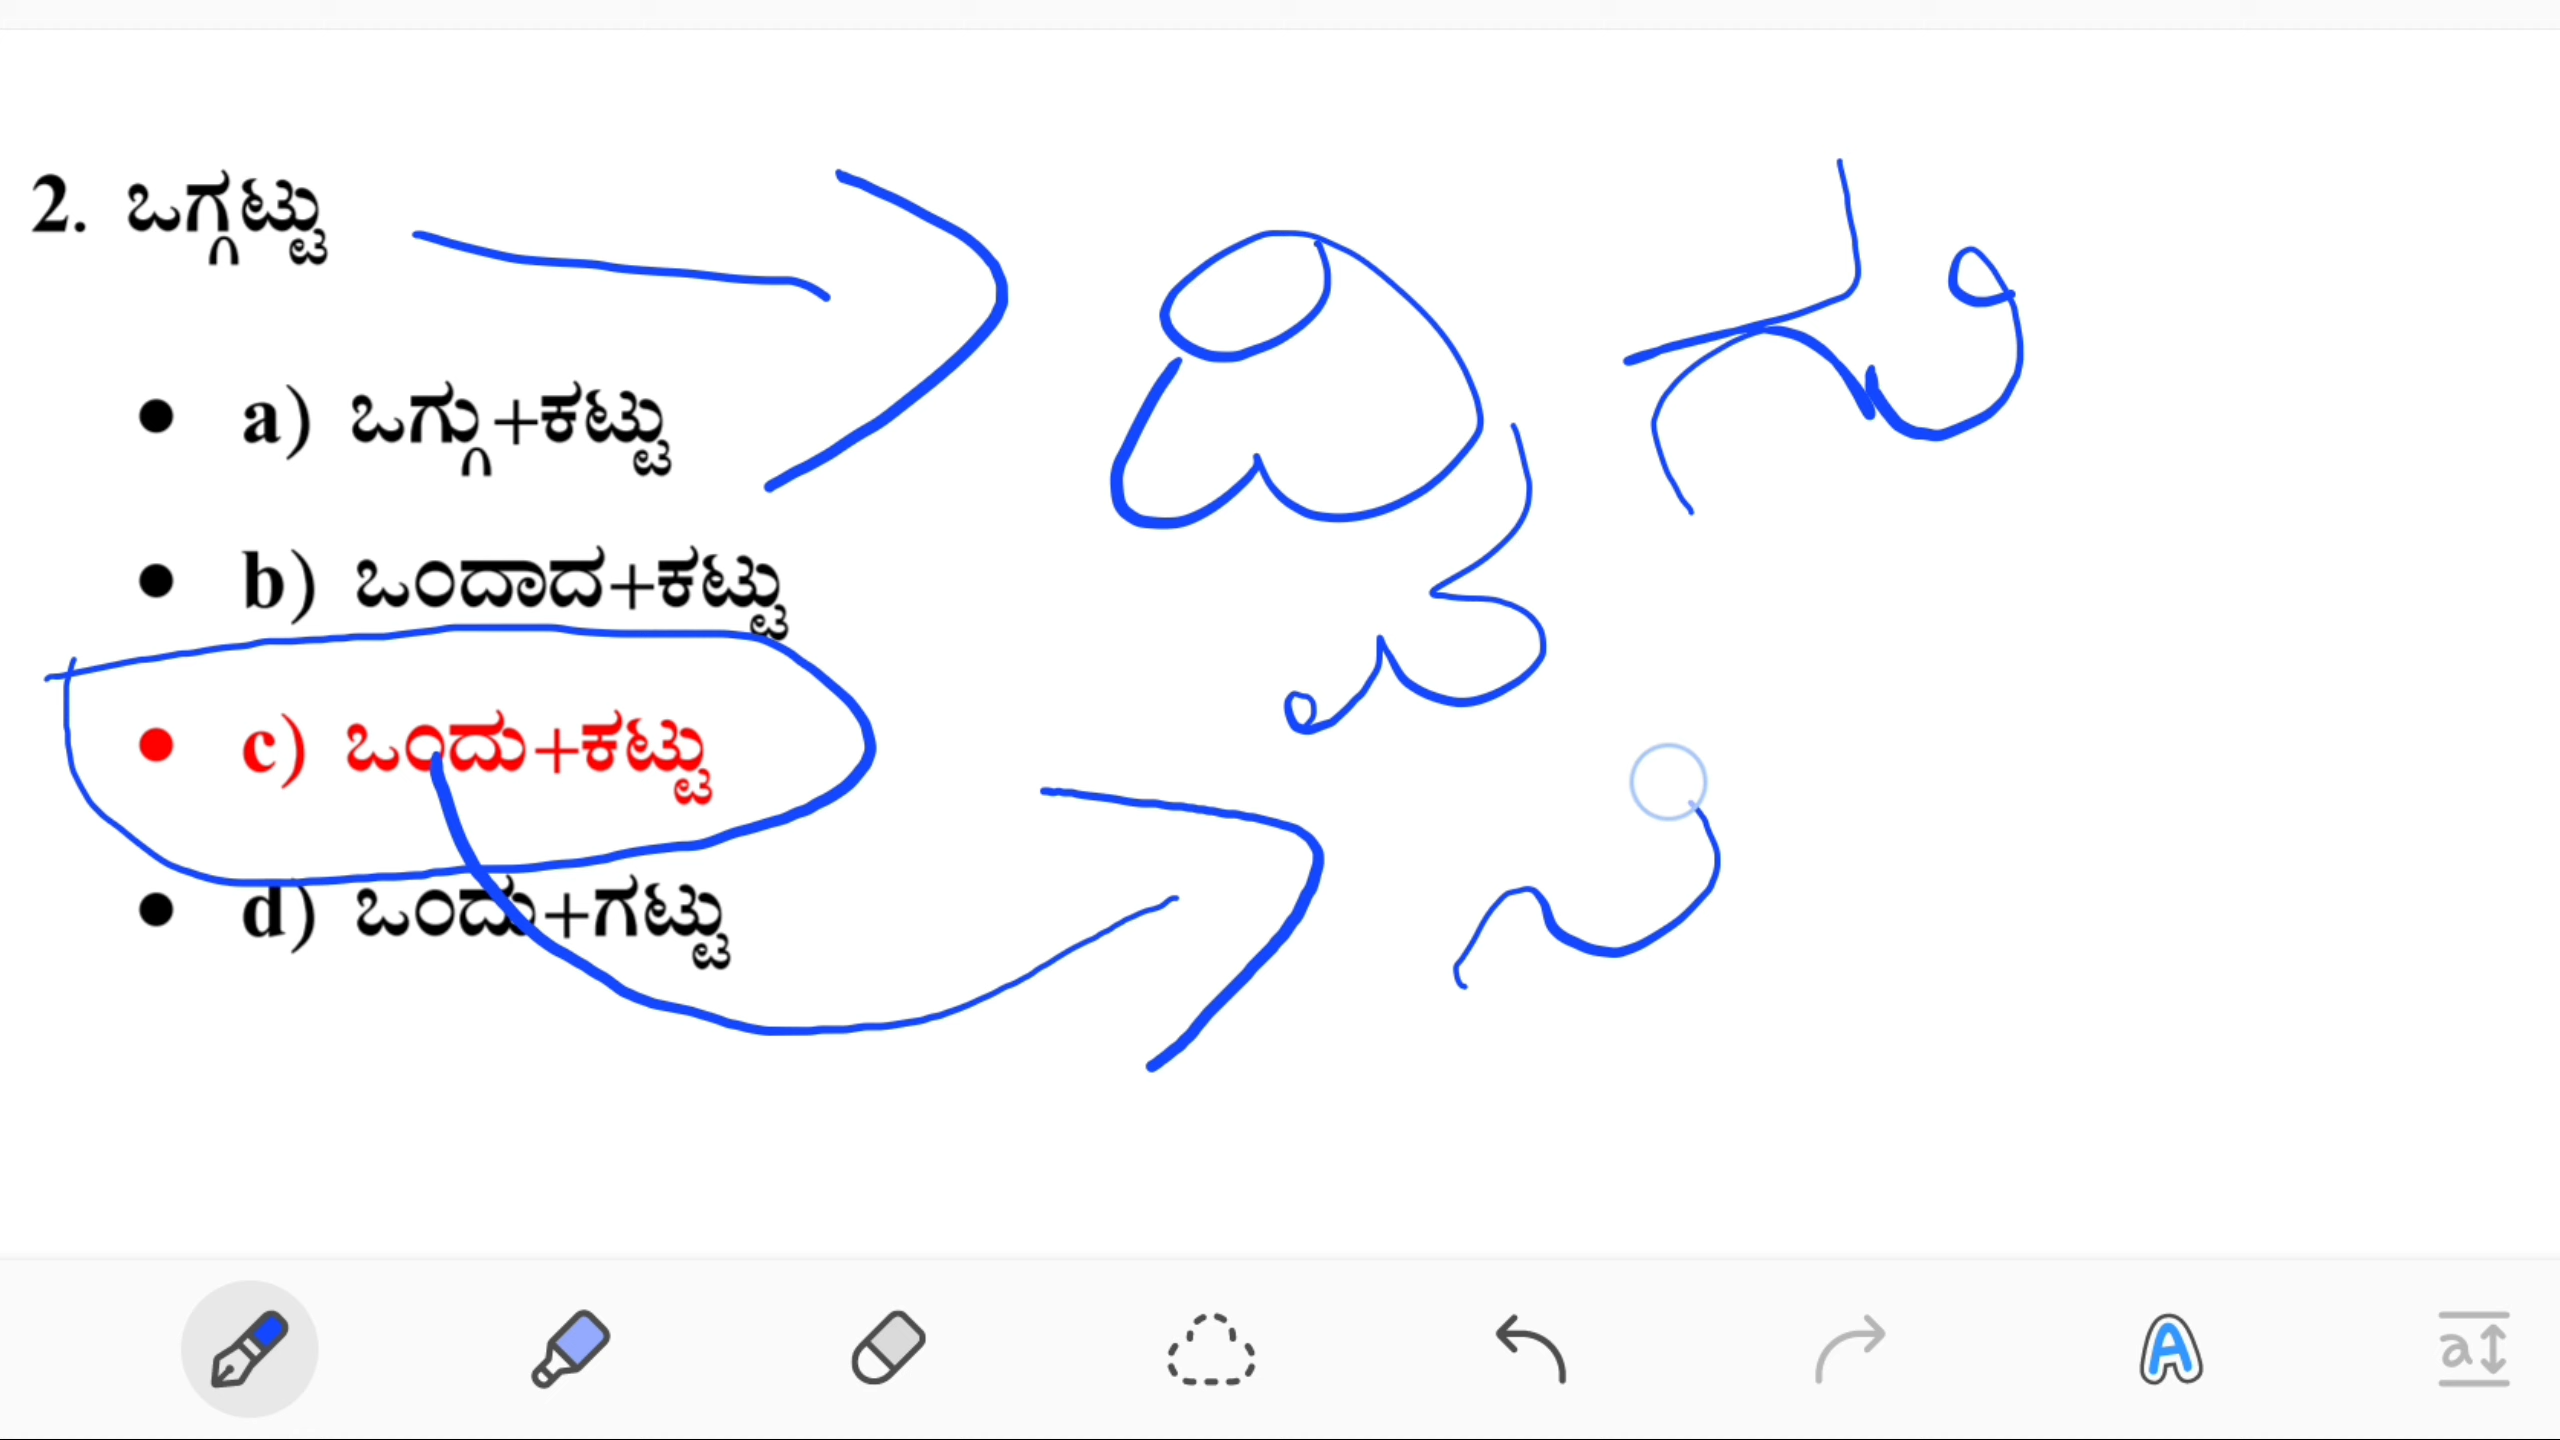 2. ಒಗ್ಗಟ್ಟು
• a) ಒಗ್ಗು+ಕಟ್ಟು
• b) ಒಂದಾದ+ಕಟ್ಟು
• c) ಒಂದು+ಕಟ್ಟು
• d) ಒಂದು+ಗಟ್ಟು